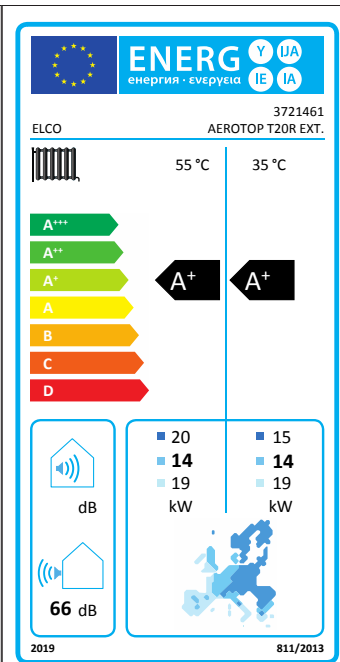 ENERG Y IJA
енергия · ενεργεια IE IA
3721461
ELCO AEROTOP T20R EXT.
55 °C 35 °C
A+++
A++
A+
A
B
C
D
A+ A+
20 15
14 14
19 19
kW kW
dB
66 dB
2019 811/2013